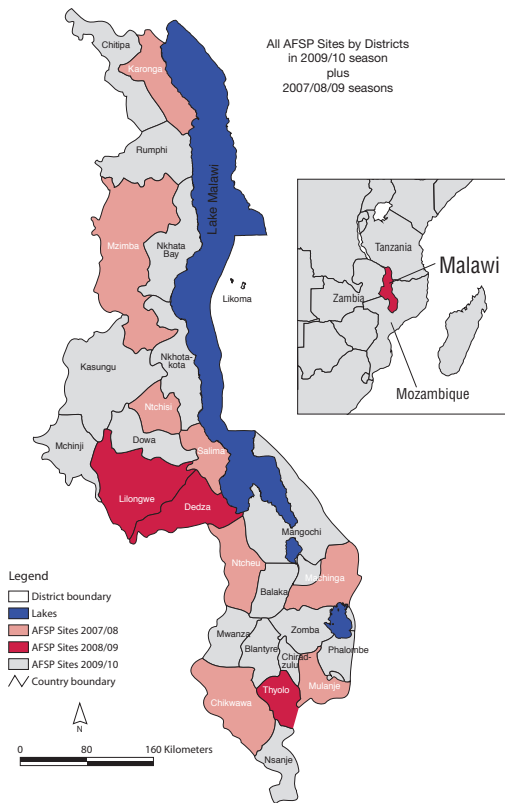 All AFSP Sites by Districts
in 2009/10 season
plus
2007/08/09 seasons
Chitipa
Karonga
Rumphi
Lake Malawi
Mzimba
Nkhata
Bay
Likoma
Tanzania
Malawi
Zambia
Mozambique
Kasungu
Nkhota-
kota
Ntchisi
Mchinji
Dowa
Salima
Lilongwe
Dedza
Mangochi
Ntcheu
Machinga
Balaka
Mwanza
Zomba
Blantyre
Phalombe
Chirad-
zulu
Thyolo
Mulanje
Chikwawa
Nsanje
Legend
District boundary
Lakes
AFSP Sites 2007/08
AFSP Sites 2008/09
AFSP Sites 2009/10
Country boundary
N
0 80 160 Kilometers